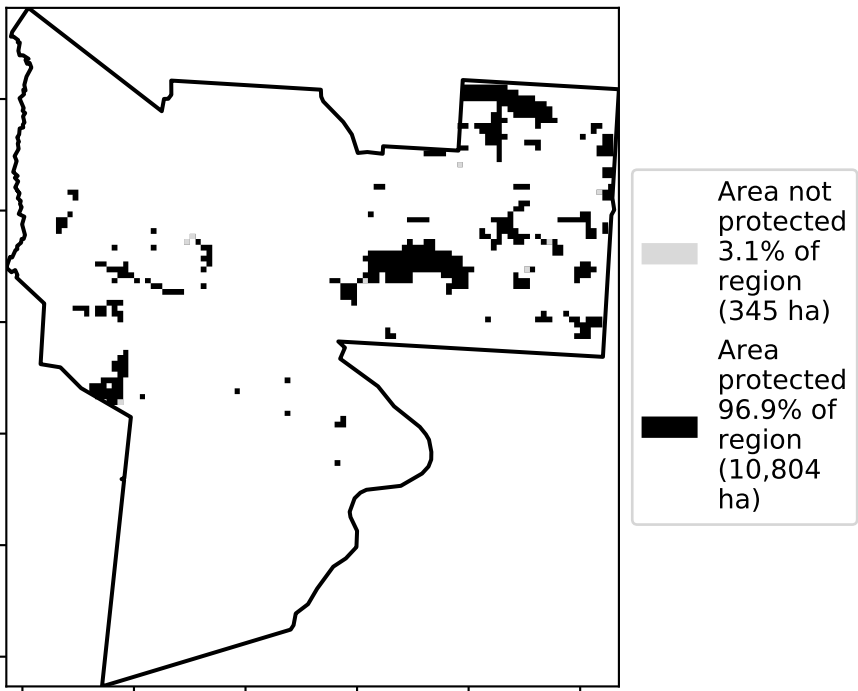 Area not
protected
3.1% of
region
(345 ha)
Area
protected
96.9% of
region
(10,804
ha)